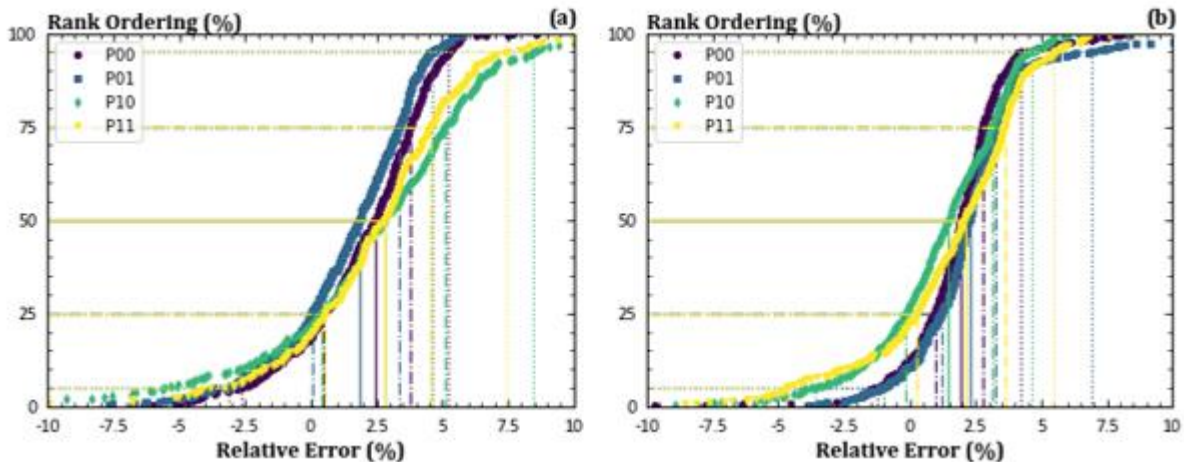 Rank Ordering (%) (a)
100
P00
P01
P10
P11
75
50
25
0
-10 -7.5 -5 -2.5 0 2.5 5 7.5 10
Relative Error (%)
Rank Ordering (%) (b)
100
P00
P01
P10
P11
75
50
25
0
-10 -7.5 -5 -2.5 0 2.5 5 7.5 10
Relative Error (%)